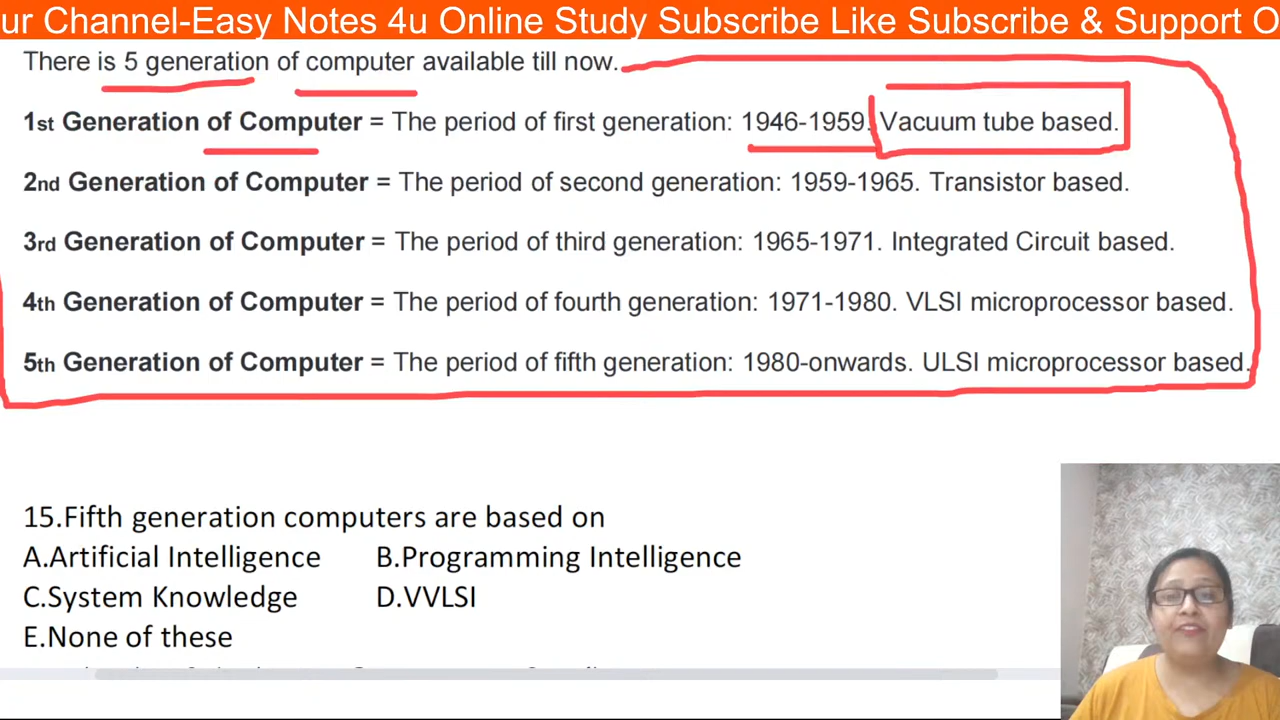 ur Channel-Easy Notes 4u Online Study Subscribe Like Subscribe & Support O
There is 5 generation of computer available till now.
1st Generation of Computer = The period of first generation: 1946-1959. Vacuum tube based.
2nd Generation of Computer = The period of second generation: 1959-1965. Transistor based.
3rd Generation of Computer = The period of third generation: 1965-1971. Integrated Circuit based.
4th Generation of Computer = The period of fourth generation: 1971-1980. VLSI microprocessor based.
5th Generation of Computer = The period of fifth generation: 1980-onwards. ULSI microprocessor based.
15.Fifth generation computers are based on
A.Artificial Intelligence B.Programming Intelligence
C.System Knowledge D.VVLSI
E.None of these